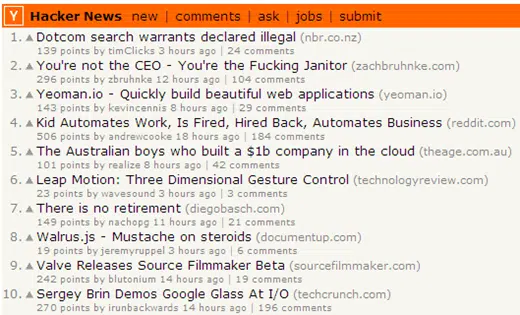 Y Hacker News new | comments | ask | jobs | submit
1. Dotcom search warrants declared illegal (nbr.co.nz)
139 points by timClicks 3 hours ago | 24 comments
2. You're not the CEO - You're the Fucking Janitor (zachbruhnke.com)
296 points by zbruhnke 12 hours ago | 104 comments
3. Yeoman.io - Quickly build beautiful web applications (yeoman.io)
143 points by kevincennis 8 hours ago | 29 comments
4. Kid Automates Work, Is Fired, Hired Back, Automates Business (reddit.com)
506 points by andrewcooke 18 hours ago | 184 comments
5. The Australian boys who built a $1b company in the cloud (theage.com.au)
101 points by realize 8 hours ago | 42 comments
6. Leap Motion: Three Dimensional Gesture Control (technologyreview.com)
23 points by wavesound 3 hours ago | 3 comments
7. There is no retirement (diegobasch.com)
149 points by nachopg 11 hours ago | 21 comments
8. Walrus.js - Mustache on steroids (documentup.com)
19 points by jeremyruppel 3 hours ago | 6 comments
9. Valve Releases Source Filmmaker Beta (sourcefilmmaker.com)
242 points by blutonium 14 hours ago | 19 comments
10. Sergey Brin Demos Google Glass At I/O (techcrunch.com)
270 points by irunbackwards 14 hours ago | 196 comments